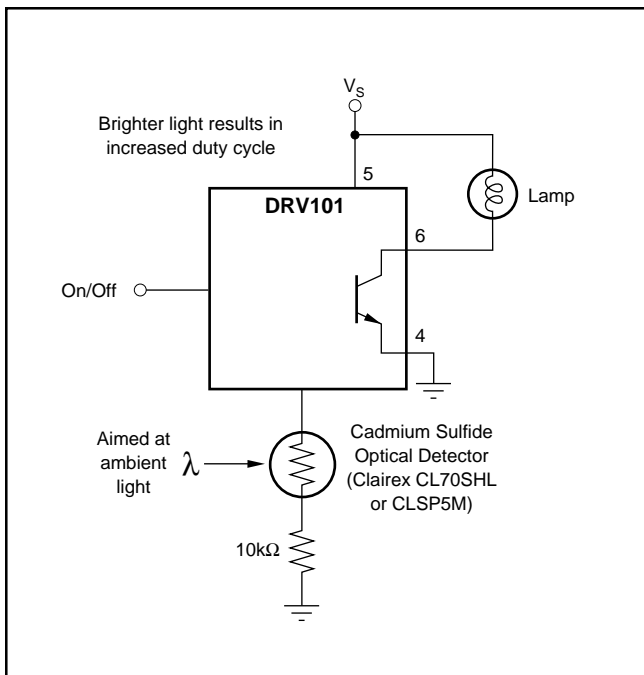 V_S
Brighter light results in
increased duty cycle
5
DRV101
Lamp
6
On/Off
4
Aimed at
ambient
light
λ
Cadmium Sulfide
Optical Detector
(Clairex CL70SHL
or CLSP5M)
10kΩ